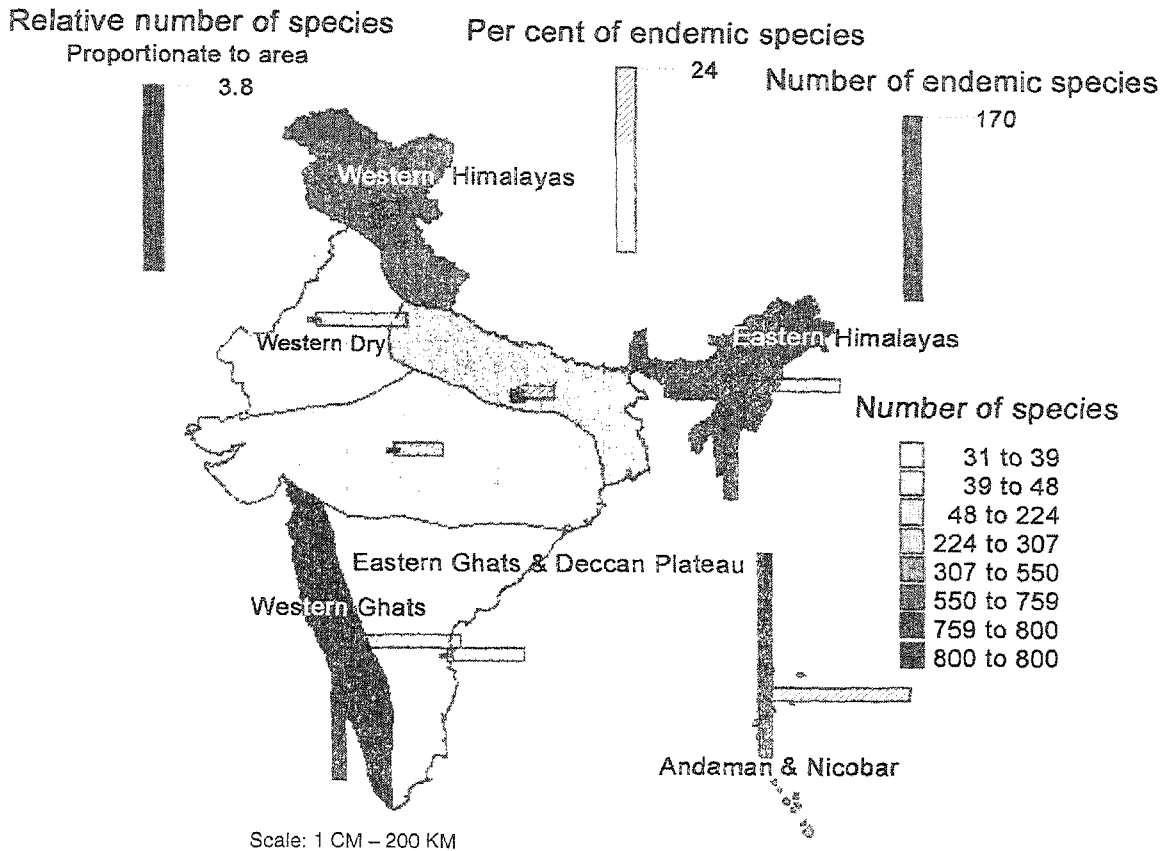 Relative number of species
Proportionate to area
3.8
Per cent of endemic species
24
Number of endemic species
170
Western Himalayas
Western Dry
Eastern Himalayas
Number of species
31 to 39
39 to 48
48 to 224
224 to 307
307 to 550
550 to 759
759 to 800
800 to 800
Eastern Ghats & Deccan Plateau
Western Ghats
Andaman & Nicobar
Scale: 1 CM – 200 KM